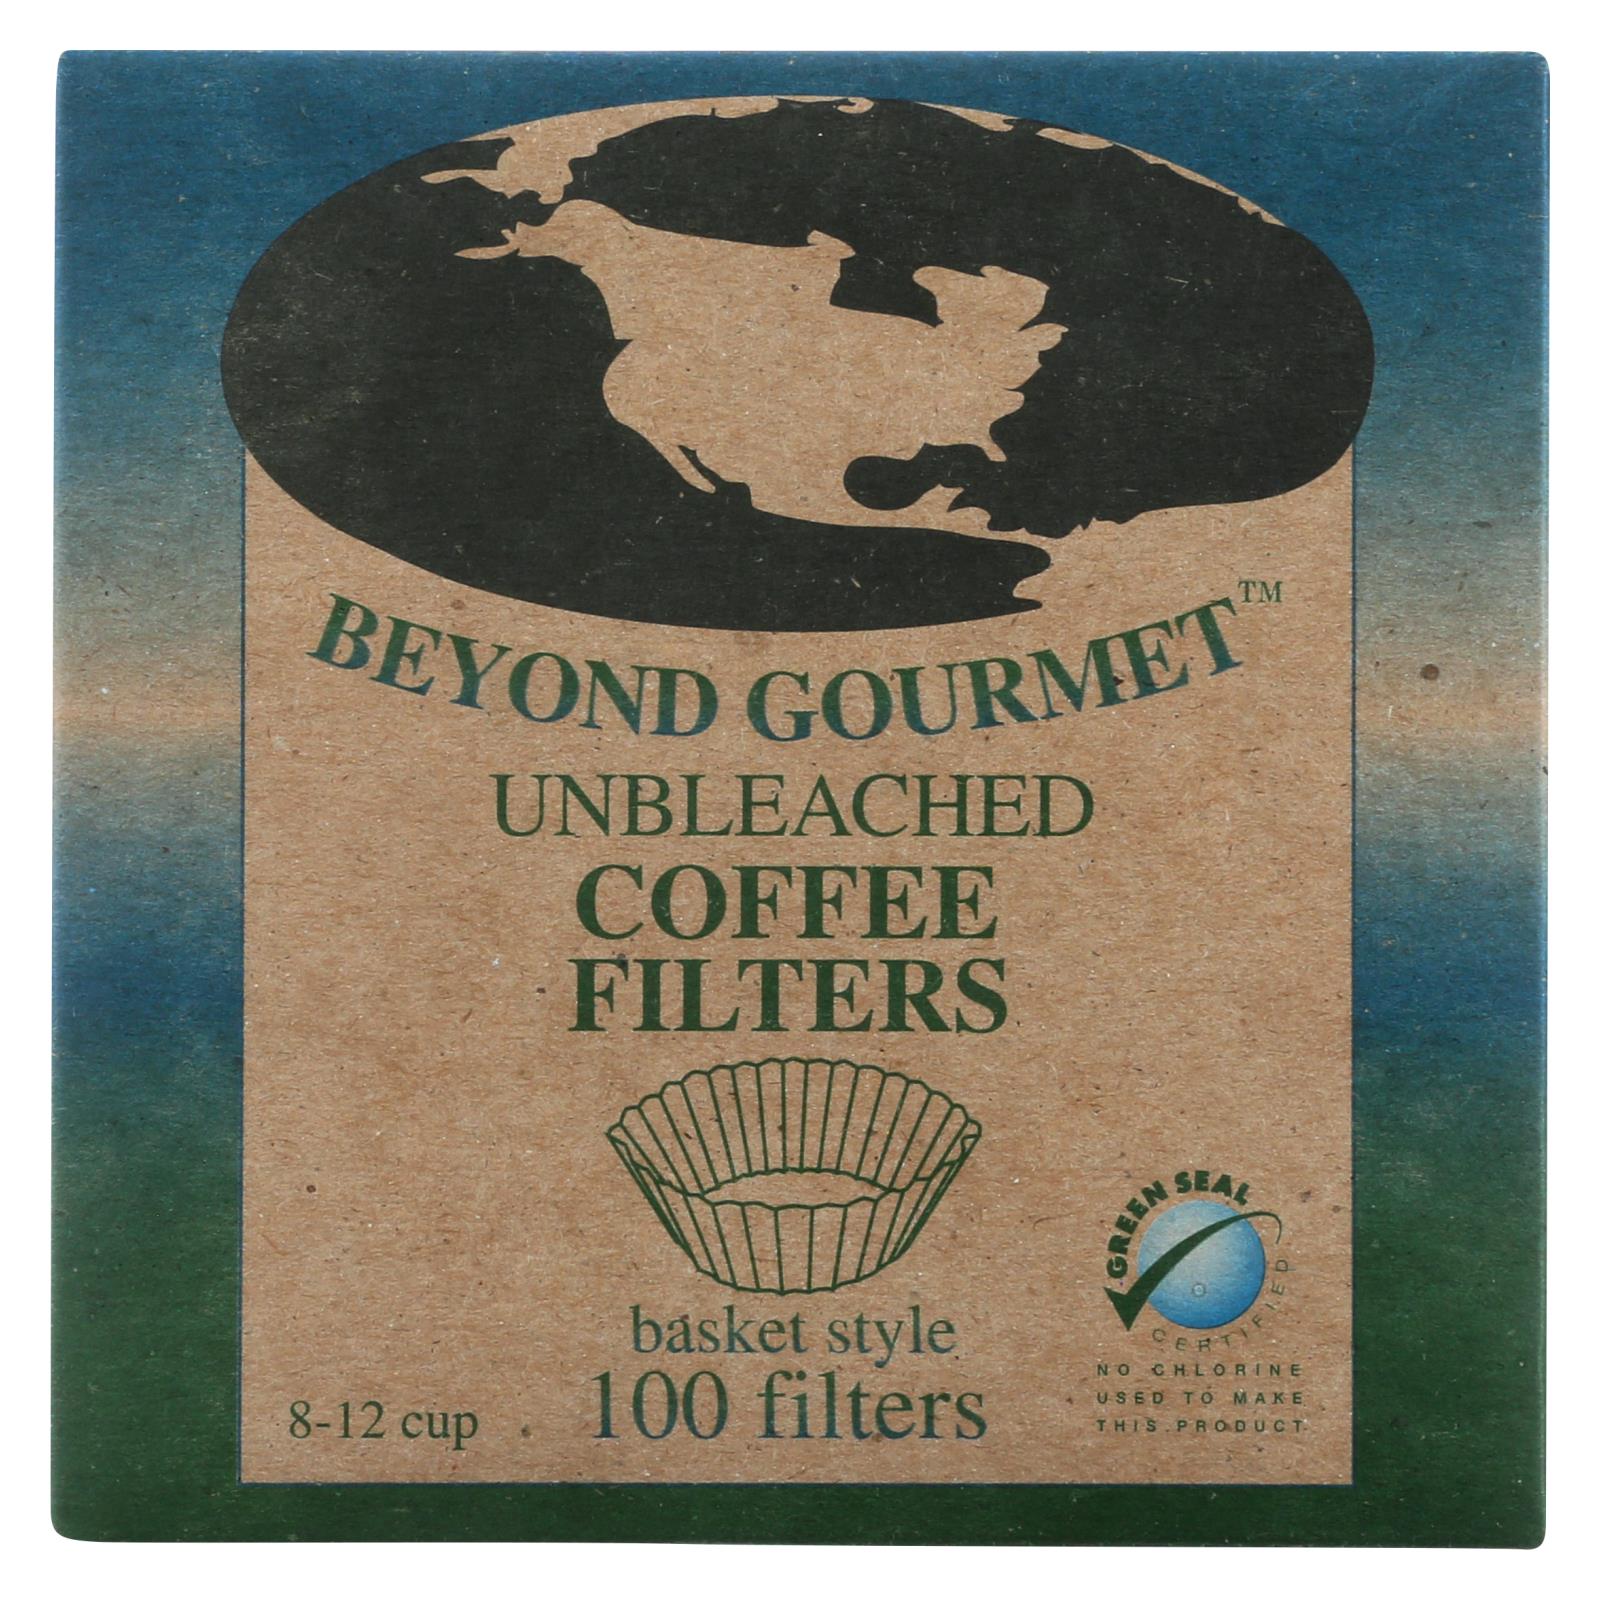 BEYOND GOURMET™
UNBLEACHED
COFFEE
FILTERS
basket style
100 filters
8-12 cup
GREEN SEAL
CERTIFIED
NO CHLORINE
USED TO MAKE
THIS PRODUCT